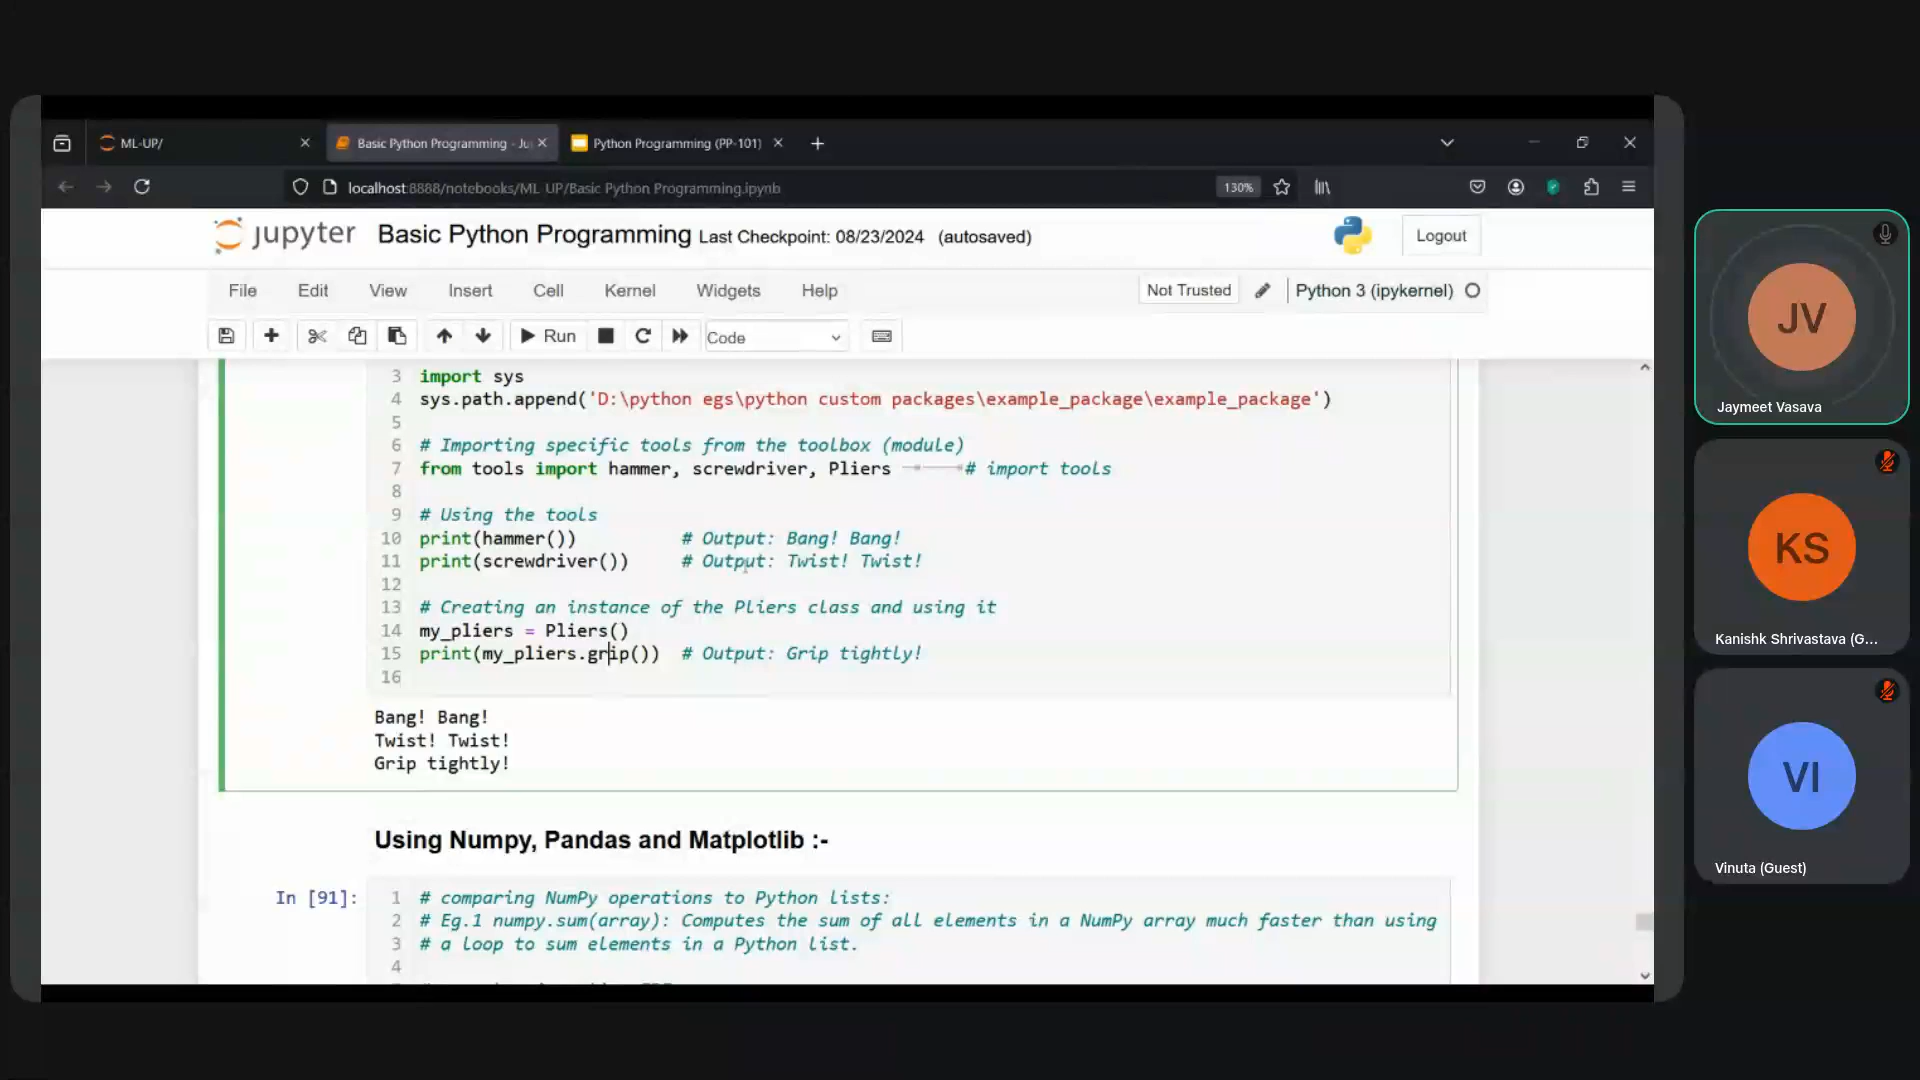 ML-UP/
Basic Python Programming - Ju
Python Programming (PP-101)
localhost:8888/notebooks/ML UP/Basic Python Programming.ipynb
130%
jupyter
Basic Python Programming Last Checkpoint: 08/23/2024 (autosaved)
Logout
File Edit View Insert Cell Kernel Widgets Help
Not Trusted
Python 3 (ipykernel)
Run
Code
3 import sys
4 sys.path.append('D:\python egs\python custom packages\example_package\example_package')
5
6 # Importing specific tools from the toolbox (module)
7 from tools import hammer, screwdriver, Pliers # import tools
8
9 # Using the tools
10 print(hammer()) # Output: Bang! Bang!
11 print(screwdriver()) # Output: Twist! Twist!
12
13 # Creating an instance of the Pliers class and using it
14 my_pliers = Pliers()
15 print(my_pliers.grip()) # Output: Grip tightly!
16
Bang! Bang!
Twist! Twist!
Grip tightly!
Using Numpy, Pandas and Matplotlib :-
In [91]:
1 # comparing NumPy operations to Python lists:
2 # Eg.1 numpy.sum(array): Computes the sum of all elements in a NumPy array much faster than using
3 # a loop to sum elements in a Python list.
4
JV
Jaymeet Vasava
KS
Kanishk Shrivastava (G...
VI
Vinuta (Guest)